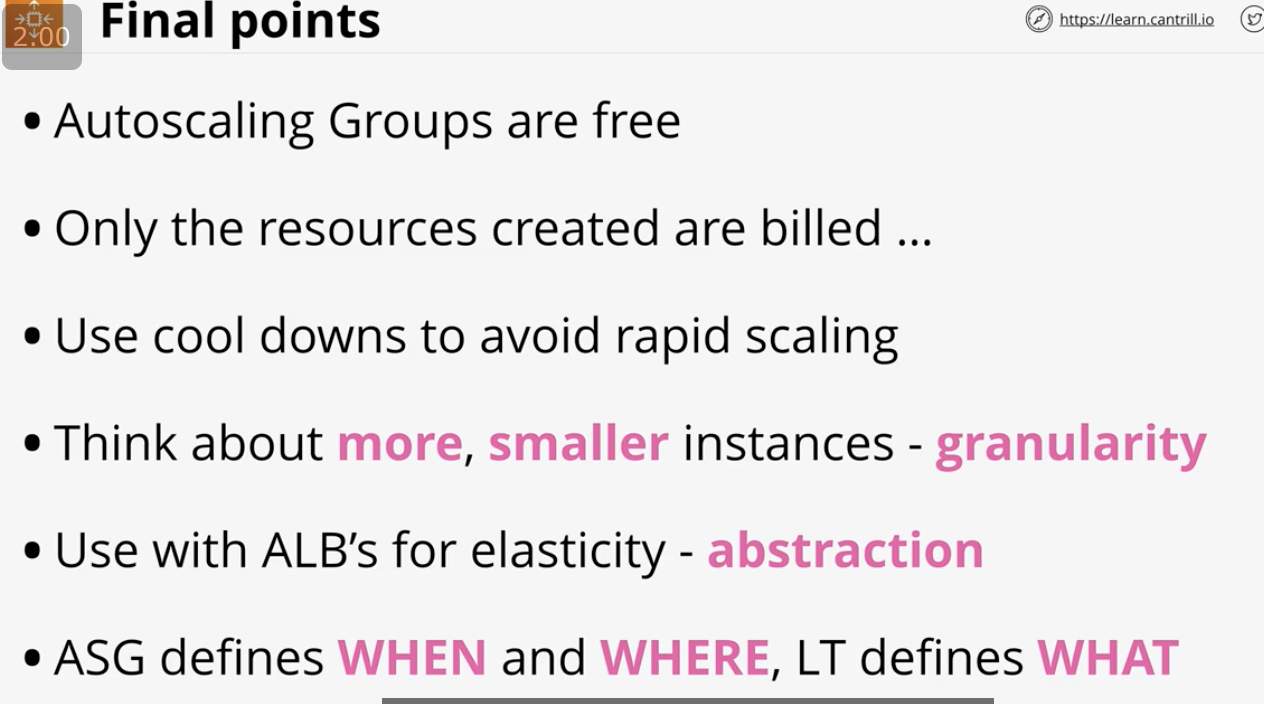 2:00
Final points
https://learn.cantrill.io
• Autoscaling Groups are free
• Only the resources created are billed ...
• Use cool downs to avoid rapid scaling
• Think about more, smaller instances - granularity
• Use with ALB’s for elasticity - abstraction
• ASG defines WHEN and WHERE, LT defines WHAT